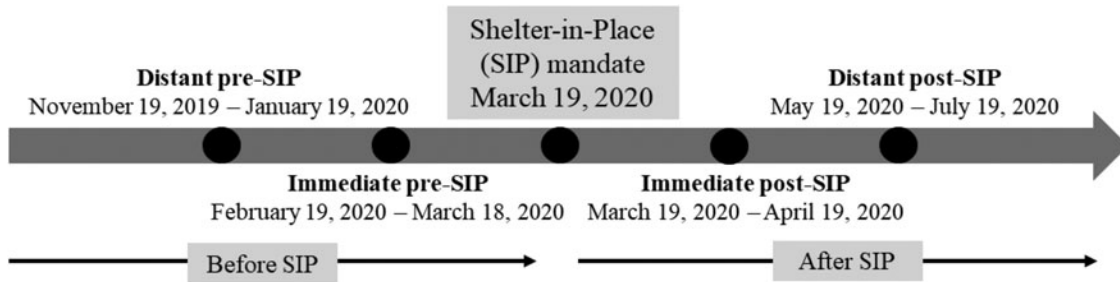 Shelter-in-Place
(SIP) mandate
March 19, 2020
Distant pre-SIP
November 19, 2019 – January 19, 2020
Distant post-SIP
May 19, 2020 – July 19, 2020
Immediate pre-SIP
February 19, 2020 – March 18, 2020
Immediate post-SIP
March 19, 2020 – April 19, 2020
Before SIP
After SIP